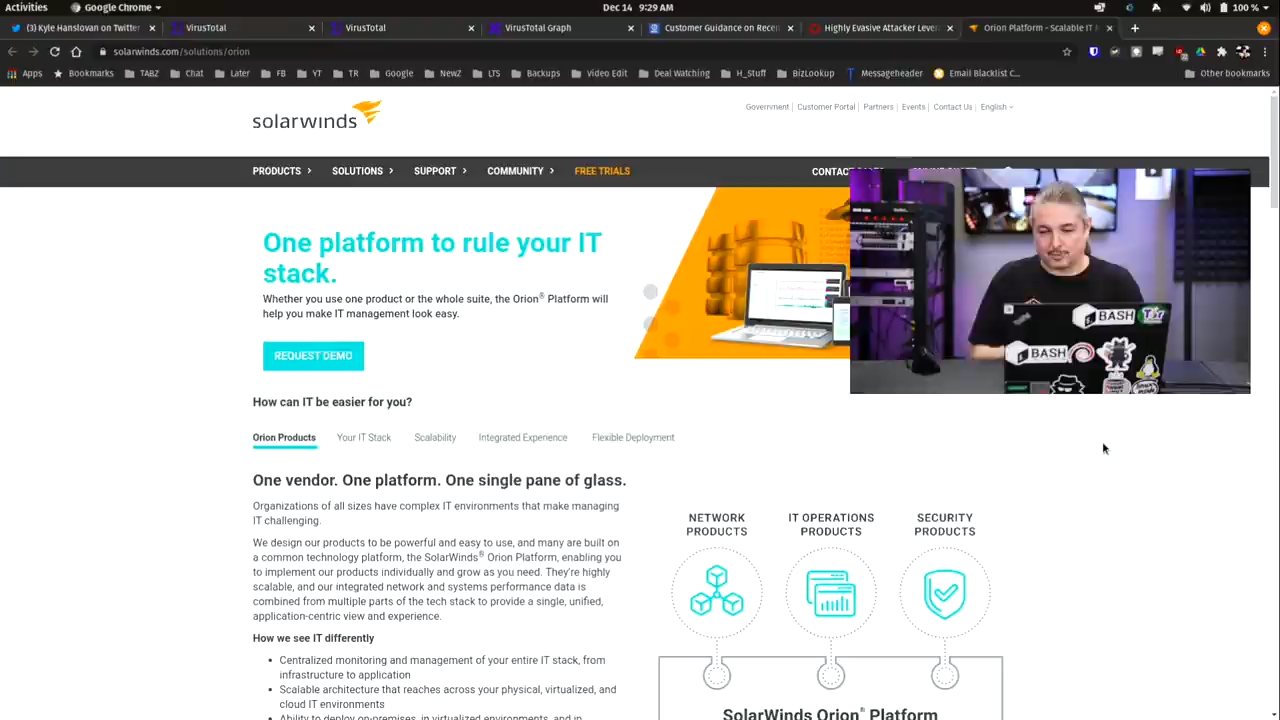 Activities
Google Chrome
Dec 14 9:29 AM
100 %
(3) Kyle Hanslovan on Twitter
VirusTotal
VirusTotal
VirusTotal Graph
Customer Guidance on Recen
Highly Evasive Attacker Lever
Orion Platform - Scalable IT M
solarwinds.com/solutions/orion
Apps
Bookmarks
TABZ
Chat
Later
FB
YT
TR
Google
NewZ
LTS
Backups
Video Edit
Deal Watching
H_Stuff
BizLookup
Messageheader
Email Blacklist C...
Other bookmarks
solarwinds
Government
Customer Portal
Partners
Events
Contact Us
English
PRODUCTS
SOLUTIONS
SUPPORT
COMMUNITY
FREE TRIALS
CONTACT
One platform to rule your IT
stack.
Whether you use one product or the whole suite, the Orion® Platform will
help you make IT management look easy.
REQUEST DEMO
BASH
BASH
How can IT be easier for you?
Orion Products
Your IT Stack
Scalability
Integrated Experience
Flexible Deployment
One vendor. One platform. One single pane of glass.
Organizations of all sizes have complex IT environments that make managing
IT challenging.
We design our products to be powerful and easy to use, and many are built on
a common technology platform, the SolarWinds® Orion Platform, enabling you
to implement our products individually and grow as you need. They're highly
scalable, and our integrated network and systems performance data is
combined from multiple parts of the tech stack to provide a single, unified,
application-centric view and experience.
How we see IT differently
• Centralized monitoring and management of your entire IT stack, from
infrastructure to application
• Scalable architecture that reaches across your physical, virtualized, and
cloud IT environments
• Ability to deploy on-premises, in virtualized environments, and in
NETWORK
PRODUCTS
IT OPERATIONS
PRODUCTS
SECURITY
PRODUCTS
SolarWinds Orion® Platform